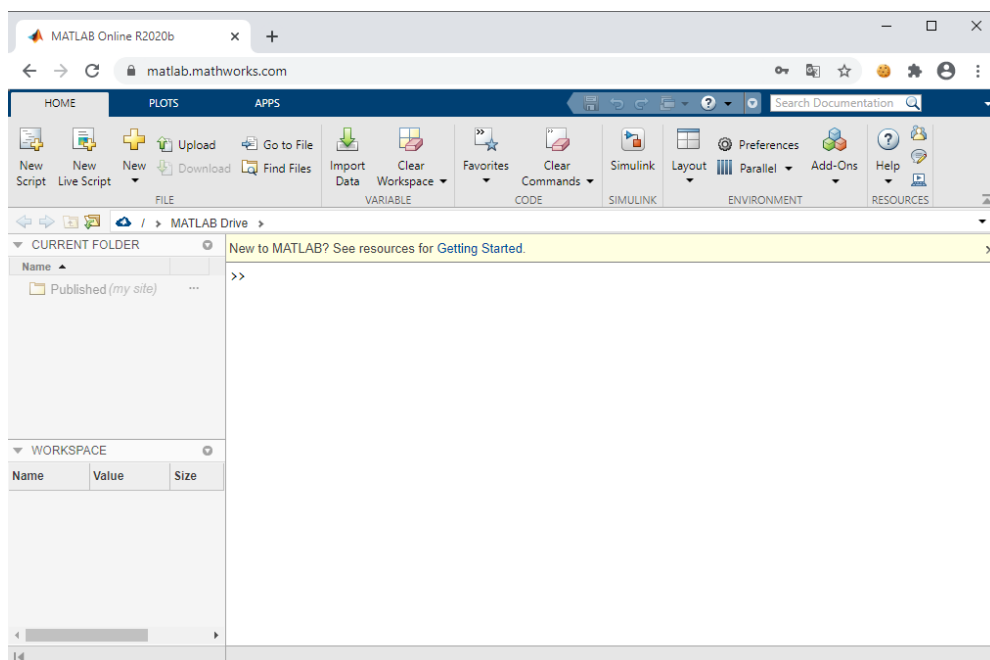 MATLAB Online R2020b
matlab.mathworks.com
HOME PLOTS APPS
Search Documentation
New Script
New Live Script
New
Upload
Download
Go to File
Find Files
Import Data
Clear Workspace
Favorites
Clear Commands
Simulink
Layout
Preferences
Parallel
Add-Ons
Help
FILE VARIABLE CODE SIMULINK ENVIRONMENT RESOURCES
/ > MATLAB Drive >
CURRENT FOLDER
Name
Published (my site) ...
New to MATLAB? See resources for Getting Started.
>>
WORKSPACE
Name Value Size